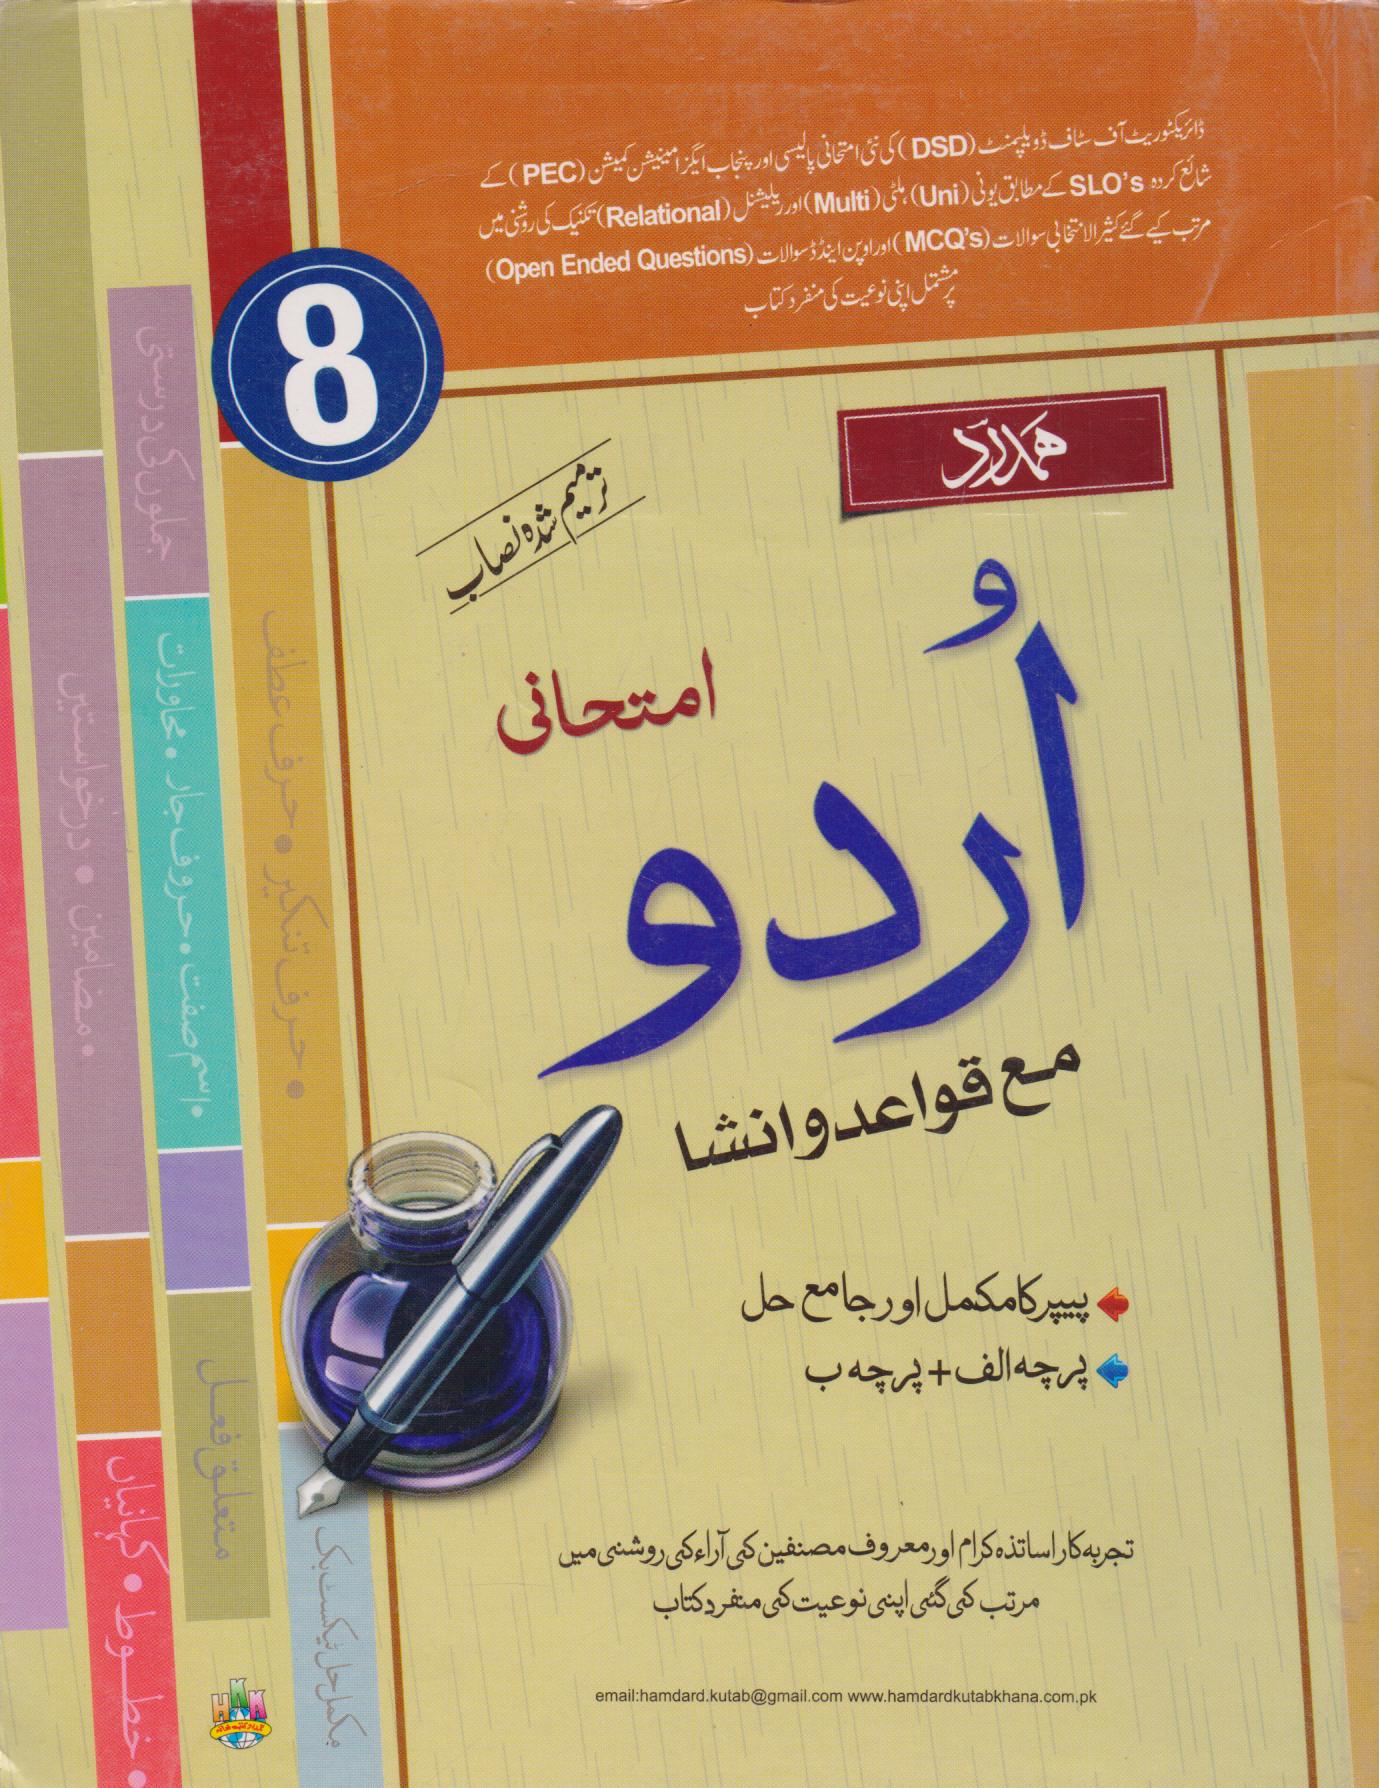 ڈائریکٹوریٹ آف سٹاف ڈویلپمنٹ (DSD) کی نئی امتحانی پالیسی اور پنجاب ایگزامینیشن کمیشن (PEC) کے
شائع کردہ SLO's کے مطابق یونی (Uni) ملٹی (Multi) اور ریلیشنل (Relational) تکنیک کی روشنی میں
مرتب کیے گئے کثیر الانتخابی سوالات (MCQ's) اور اوپن اینڈڈ سوالات (Open Ended Questions)
پر مشتمل اپنی نوعیت کی منفرد کتاب
8
ہمدرد
ترمیم شدہ نصاب
امتحانی
اُردو
مع قواعد و انشا
پیپر کا مکمل اور جامع حل
پرچہ الف + پرچہ ب
تجربہ کار اساتذہ کرام اور معروف مصنفین کی آراء کی روشنی میں
مرتب کی گئی اپنی نوعیت کی منفرد کتاب
email:hamdard.kutab@gmail.com www.hamdardkutabkhana.com.pk
جملوں کی درستی
• حرف تنکیر • حرف عطف
• اسم صفت • حروف جار • محاورات
• مضامین • درخواستیں
متعلق فعل
• خطوط • کہانیاں
مکمل حل ٹیکسٹ بک
HKK